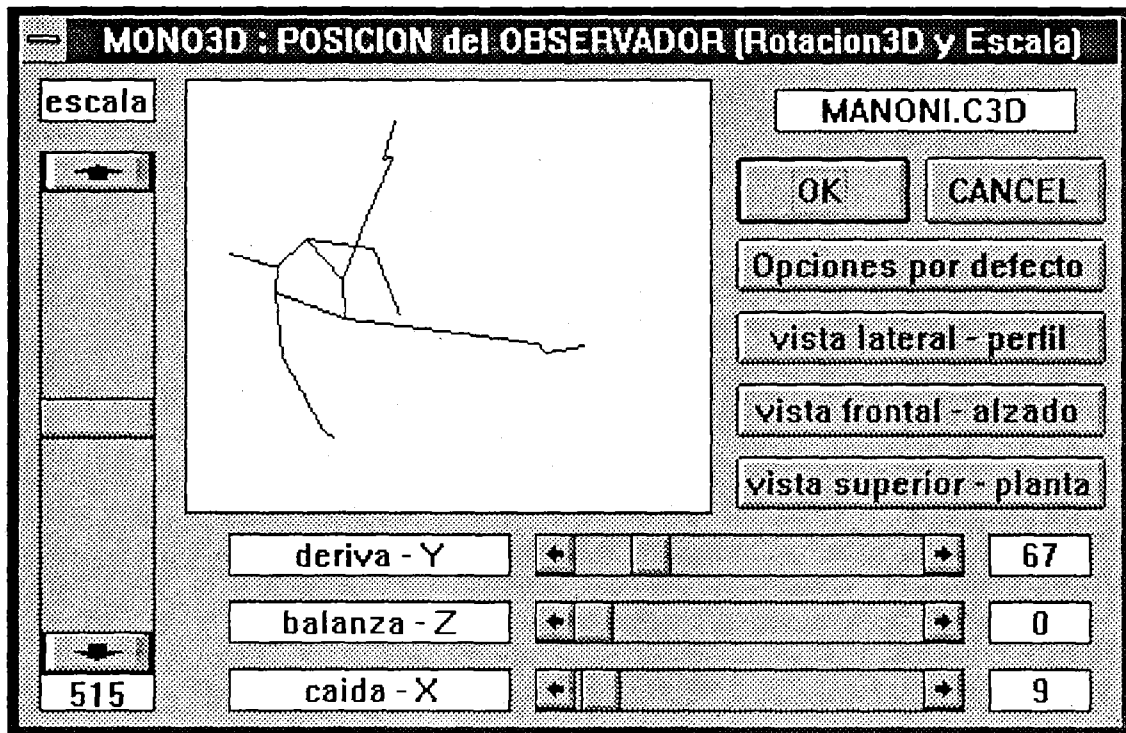 MONO3D : POSICION del OBSERVADOR (Rotacion3D y Escala)
escala
515
MANONI.C3D
OK
CANCEL
Opciones por defecto
vista lateral - perfil
vista frontal - alzado
vista superior - planta
deriva - Y
67
balanza - Z
0
caida - X
9